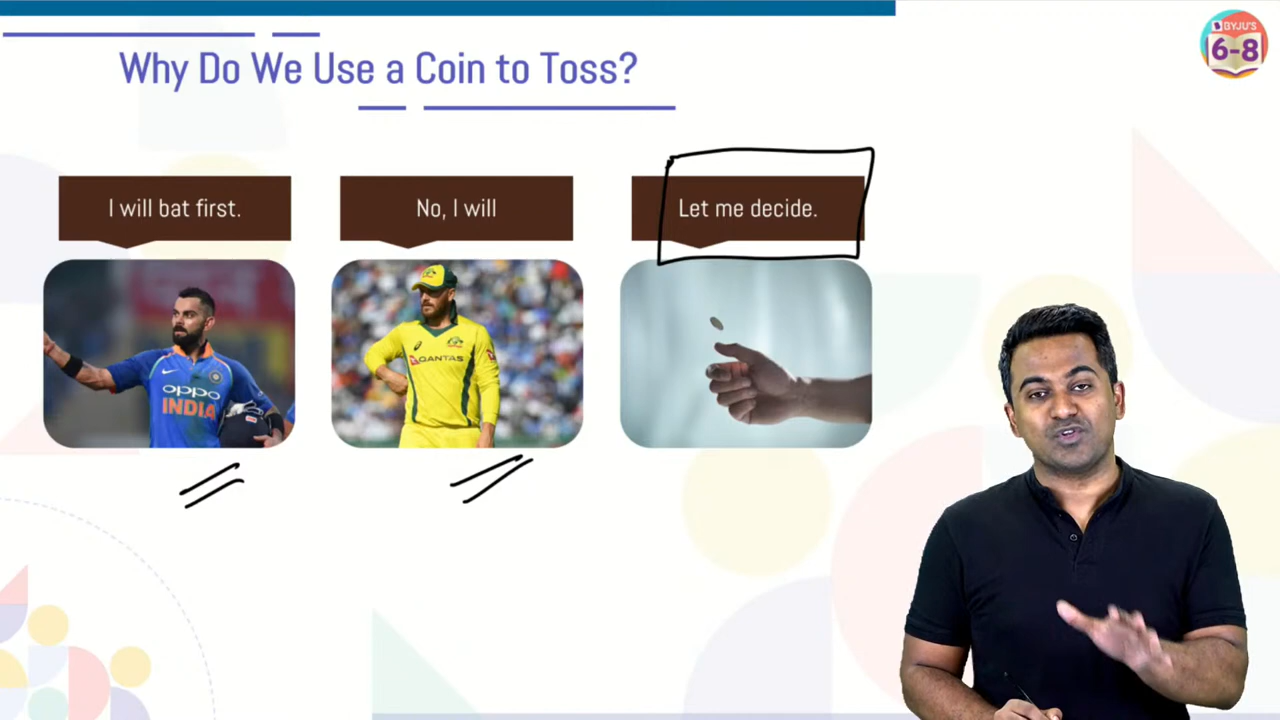 BYJU'S
6-8
Why Do We Use a Coin to Toss?
I will bat first.
No, I will
Let me decide.
oppo
INDIA
QANTAS